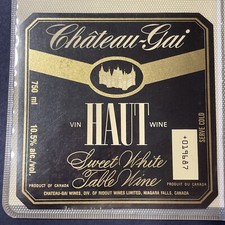 Château-Gai
750 ml
10.5% alc./vol.
VIN
HAUT
WINE
SERVE COLD
Sweet White
Table Wine
PRODUCT OF CANADA
PRODUIT DU CANADA
CHATEAU-GAI WINES, DIV. OF RIDOUT WINES LIMITED, NIAGARA FALLS, CANADA